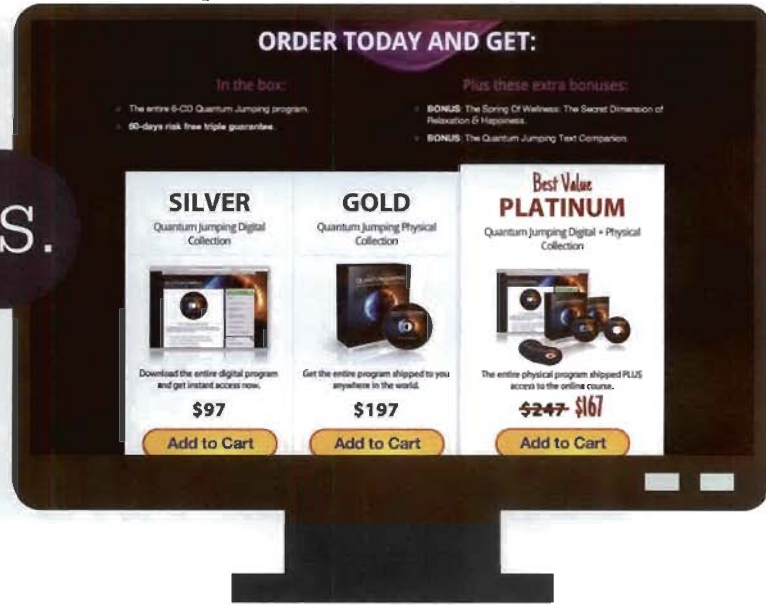 ORDER TODAY AND GET:
In the box:
The entire 6-CD Quantum Jumping program.
60-days risk free triple guarantee.
Plus these extra bonuses:
BONUS: The Spring Of Wellness: The Secret Dimension of
Relaxation & Happiness.
BONUS: The Quantum Jumping Text Companion
S.
SILVER
Quantum Jumping Digital
Collection
Download the entire digital program
and get instant access now.
$97
Add to Cart
GOLD
Quantum Jumping Physical
Collection
Get the entire program shipped to you
anywhere in the world.
$197
Add to Cart
Best Value
PLATINUM
Quantum Jumping Digital + Physical
Collection
The entire physical program shipped PLUS
access to the online course.
$247 $167
Add to Cart